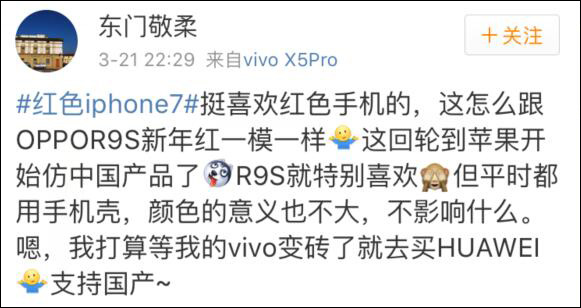 东门敬柔
+关注
3-21 22:29 来自vivo X5Pro
#红色iphone7#挺喜欢红色手机的，这怎么跟
OPPOR9S新年红一模一样🤷这回轮到苹果开
始仿中国产品了R9S就特别喜欢🙈但平时都
用手机壳，颜色的意义也不大，不影响什么。
嗯，我打算等我的vivo变砖了就去买HUAWEI
🤷支持国产~